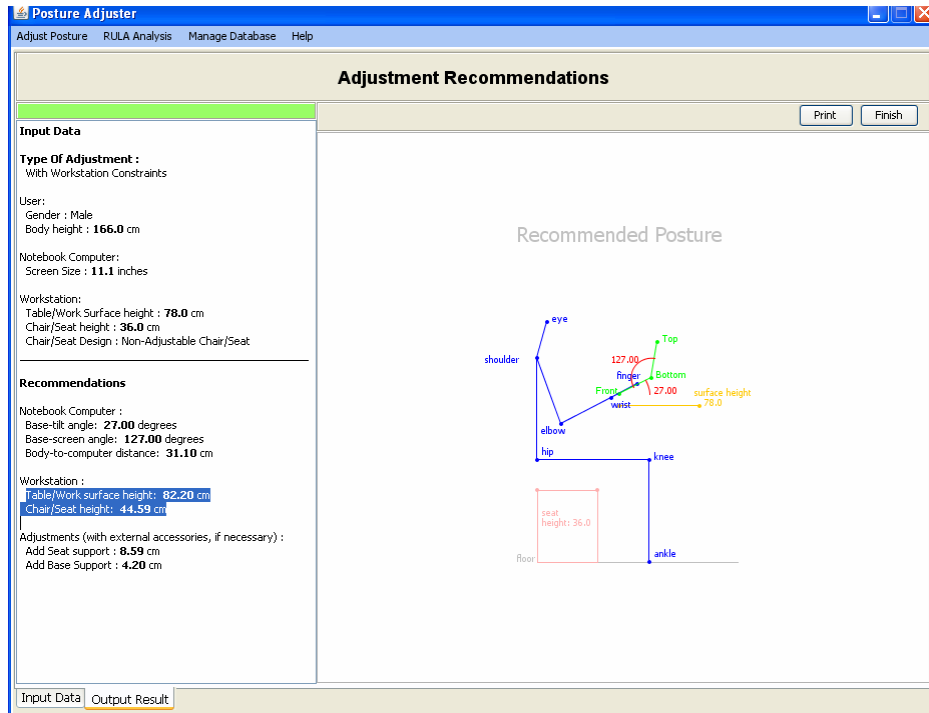 Posture Adjuster
Adjust Posture RULA Analysis Manage Database Help
Adjustment Recommendations
Print Finish
Input Data
Type Of Adjustment :
With Workstation Constraints
User:
Gender : Male
Body height : 166.0 cm
Notebook Computer:
Screen Size : 11.1 inches
Workstation:
Table/Work Surface height : 78.0 cm
Chair/Seat height : 36.0 cm
Chair/Seat Design : Non-Adjustable Chair/Seat
Recommendations
Notebook Computer :
Base-tilt angle: 27.00 degrees
Base-screen angle: 127.00 degrees
Body-to-computer distance: 31.10 cm
Workstation :
Table/Work surface height: 82.20 cm
Chair/Seat height: 44.59 cm
Adjustments (with external accessories, if necessary) :
Add Seat support : 8.59 cm
Add Base Support : 4.20 cm
Recommended Posture
eye
Top
shoulder
127.00
finger
Bottom
Front
27.00
surface height
78.0
wrist
elbow
hip
knee
seat
height: 36.0
floor
ankle
Input Data Output Result